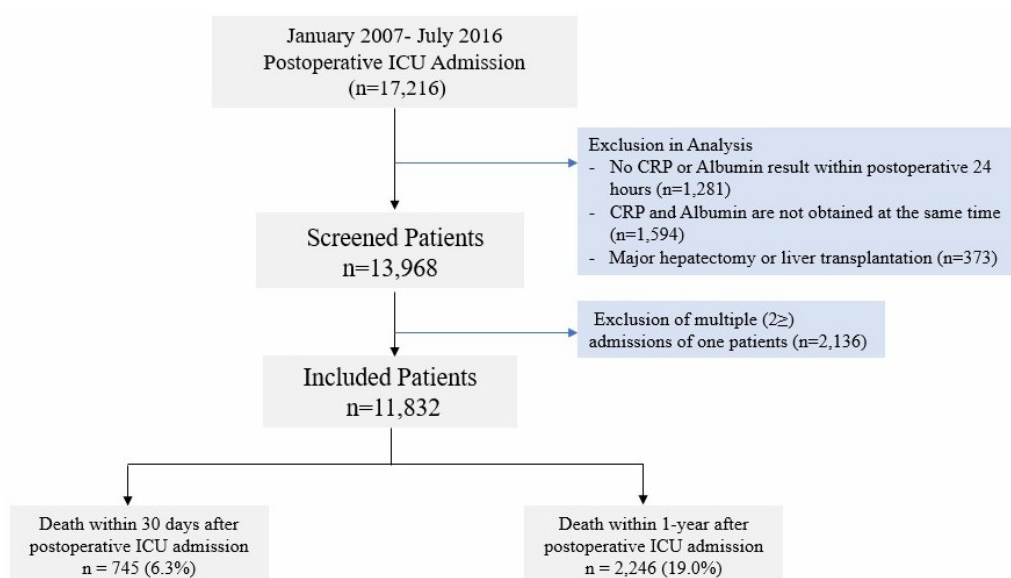 January 2007- July 2016
Postoperative ICU Admission
(n=17,216)
Exclusion in Analysis
- No CRP or Albumin result within postoperative 24
hours (n=1,281)
- CRP and Albumin are not obtained at the same time
(n=1,594)
- Major hepatectomy or liver transplantation (n=373)
Screened Patients
n=13,968
Exclusion of multiple (2≥)
admissions of one patients (n=2,136)
Included Patients
n=11,832
Death within 30 days after
postoperative ICU admission
n = 745 (6.3%)
Death within 1-year after
postoperative ICU admission
n = 2,246 (19.0%)